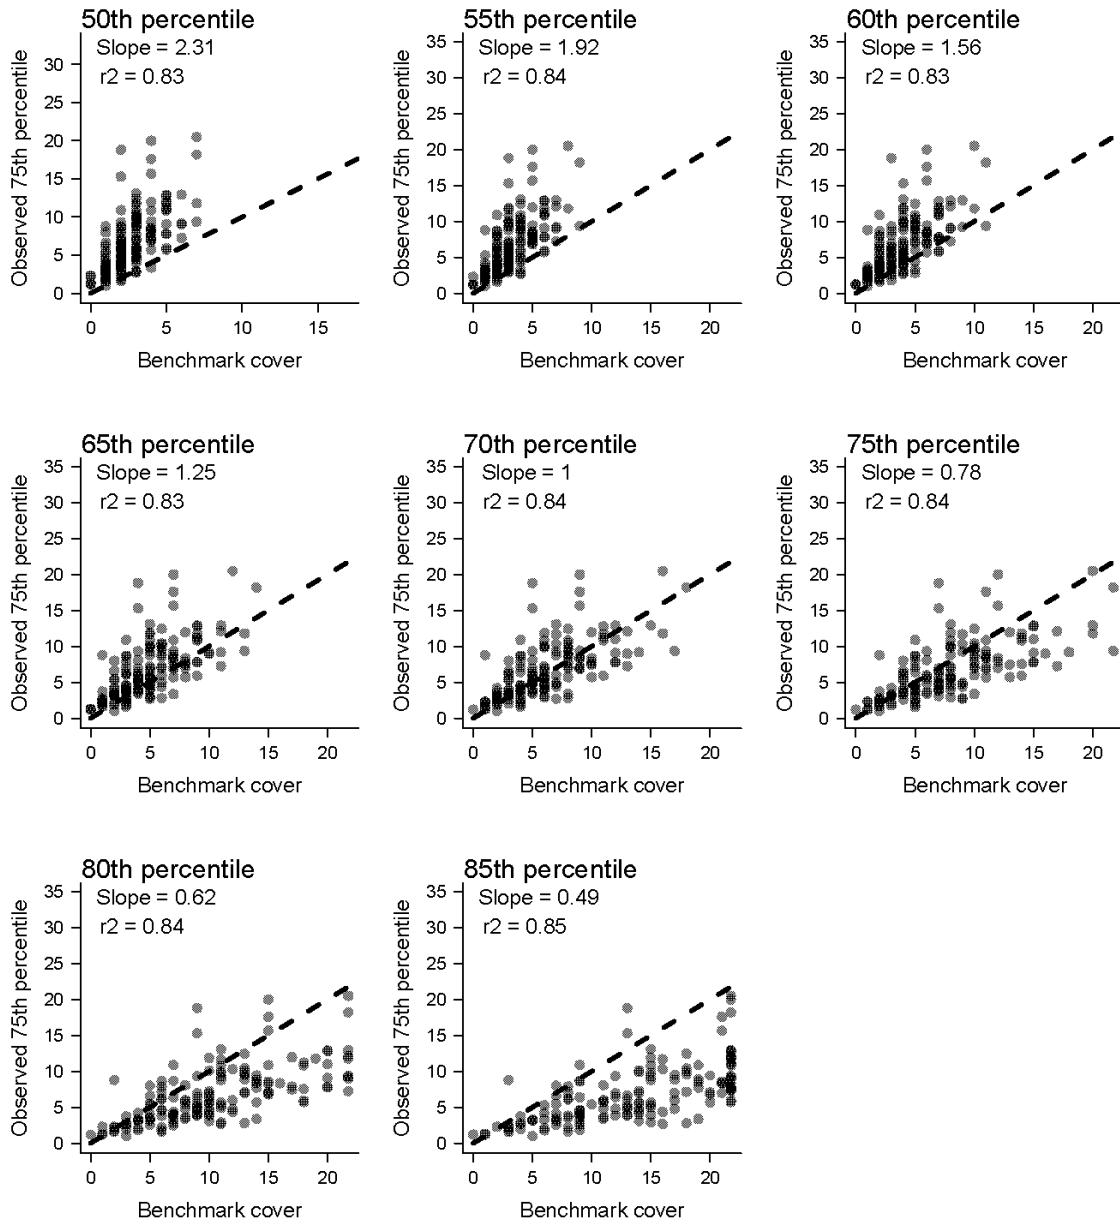 50th percentile
Slope = 2.31
r2 = 0.83
Observed 75th percentile
30
25
20
15
10
5
0
0 5 10 15
Benchmark cover
55th percentile
Slope = 1.92
r2 = 0.84
Observed 75th percentile
35
30
25
20
15
10
5
0
0 5 10 15 20
Benchmark cover
60th percentile
Slope = 1.56
r2 = 0.83
Observed 75th percentile
35
30
25
20
15
10
5
0
0 5 10 15 20
Benchmark cover
65th percentile
Slope = 1.25
r2 = 0.83
Observed 75th percentile
35
30
25
20
15
10
5
0
0 5 10 15 20
Benchmark cover
70th percentile
Slope = 1
r2 = 0.84
Observed 75th percentile
35
30
25
20
15
10
5
0
0 5 10 15 20
Benchmark cover
75th percentile
Slope = 0.78
r2 = 0.84
Observed 75th percentile
35
30
25
20
15
10
5
0
0 5 10 15 20
Benchmark cover
80th percentile
Slope = 0.62
r2 = 0.84
Observed 75th percentile
35
30
25
20
15
10
5
0
0 5 10 15 20
Benchmark cover
85th percentile
Slope = 0.49
r2 = 0.85
Observed 75th percentile
35
30
25
20
15
10
5
0
0 5 10 15 20
Benchmark cover